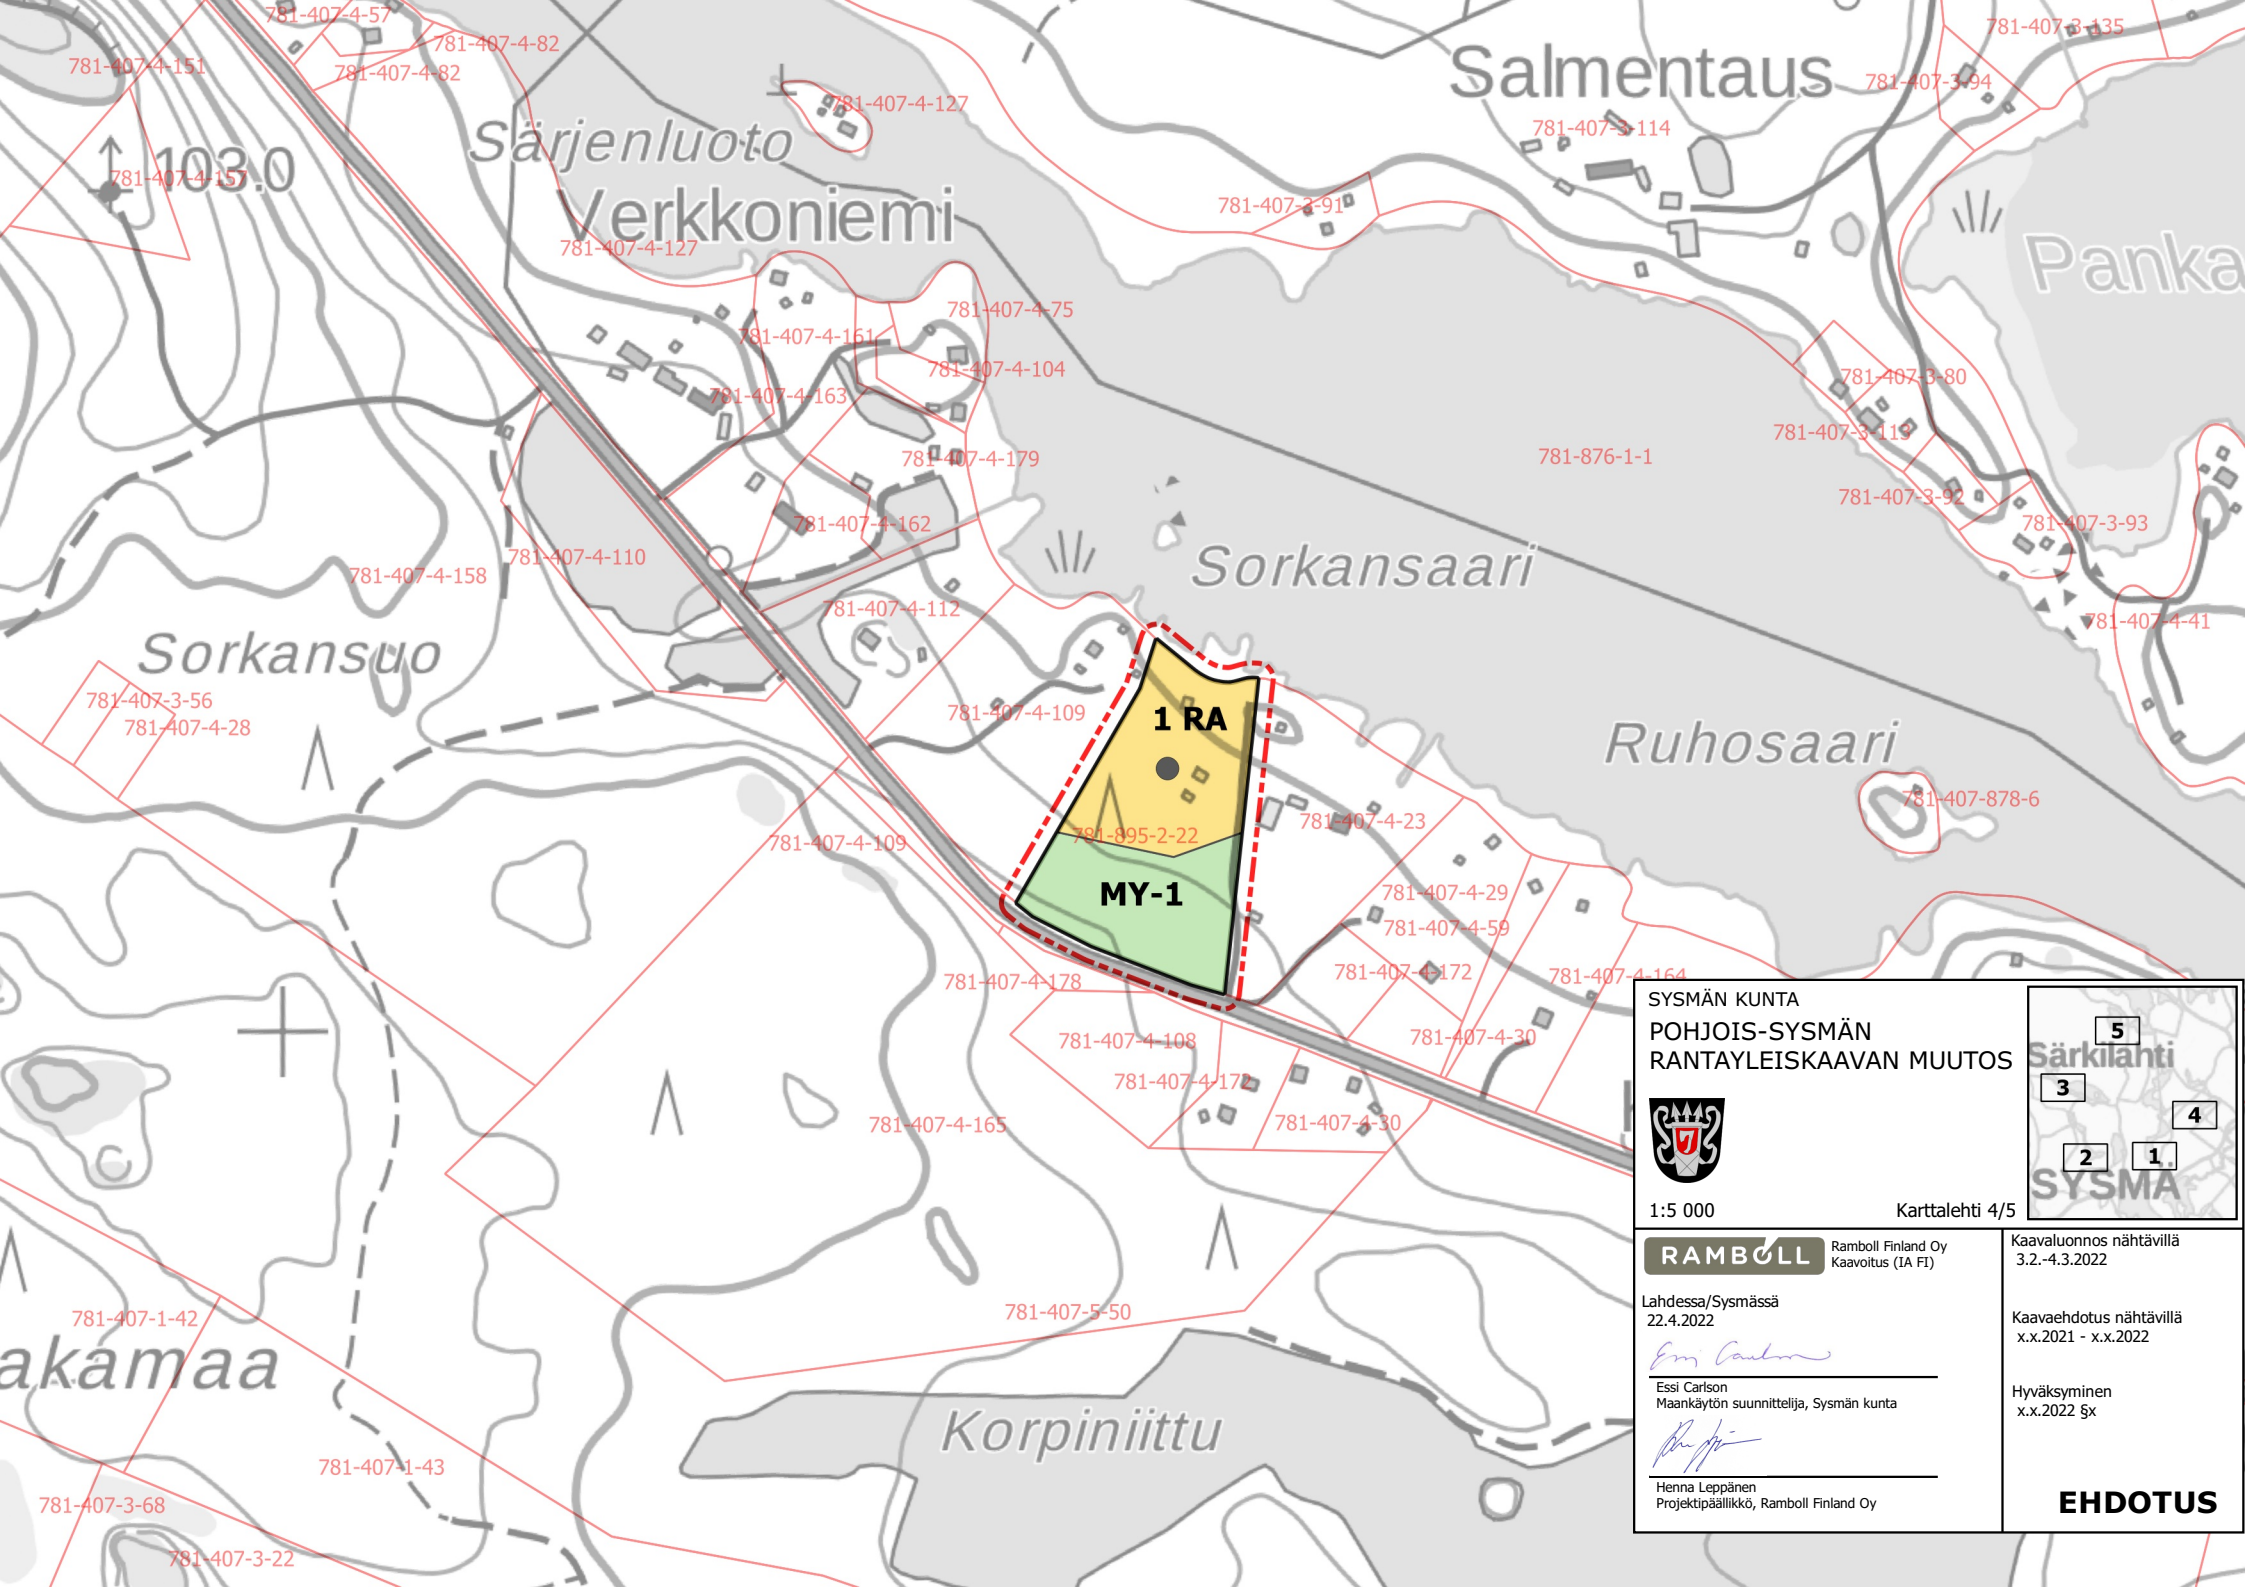 781-407-4-57
781-407-4-82
781-407-4-151
781-407-4-82
781-407-4-127
Salmentaus
781-407-3-135
781-407-3-94
781-407-3-114
Särjenluoto
103.0
781-407-4-157
Verkkoniemi
781-407-4-127
781-407-3-91
Panka
781-407-4-75
781-407-4-161
781-407-4-104
781-407-4-163
781-407-3-80
781-407-3-113
781-407-4-179
781-876-1-1
781-407-3-92
781-407-4-162
781-407-3-93
781-407-4-110
781-407-4-158
Sorkansaari
781-407-4-112
781-407-4-41
Sorkansuo
781-407-3-56
781-407-4-28
781-407-4-109
1 RA
Ruhosaari
781-407-878-6
781-407-4-23
781-895-2-22
781-407-4-109
MY-1
781-407-4-29
781-407-4-59
781-407-4-172
781-407-4-164
781-407-4-178
781-407-4-108
781-407-4-30
781-407-4-172
781-407-4-165
781-407-4-30
781-407-5-50
781-407-1-42
akamaa
Korpiniittu
781-407-1-43
781-407-3-68
781-407-3-22
SYSMÄN KUNTA
POHJOIS-SYSMÄN
RANTAYLEISKAAVAN MUUTOS
1:5 000
Karttalehti 4/5
5
Särkilahti
3
4
2
1
SYSMÄ
RAMBOLL
Ramboll Finland Oy
Kaavoitus (IA FI)
Lahdessa/Sysmässä
22.4.2022
Essi Carlson
Maankäytön suunnittelija, Sysmän kunta
Henna Leppänen
Projektipäällikkö, Ramboll Finland Oy
Kaavaluonnos nähtävillä
3.2.-4.3.2022
Kaavaehdotus nähtävillä
x.x.2021 - x.x.2022
Hyväksyminen
x.x.2022 §x
EHDOTUS